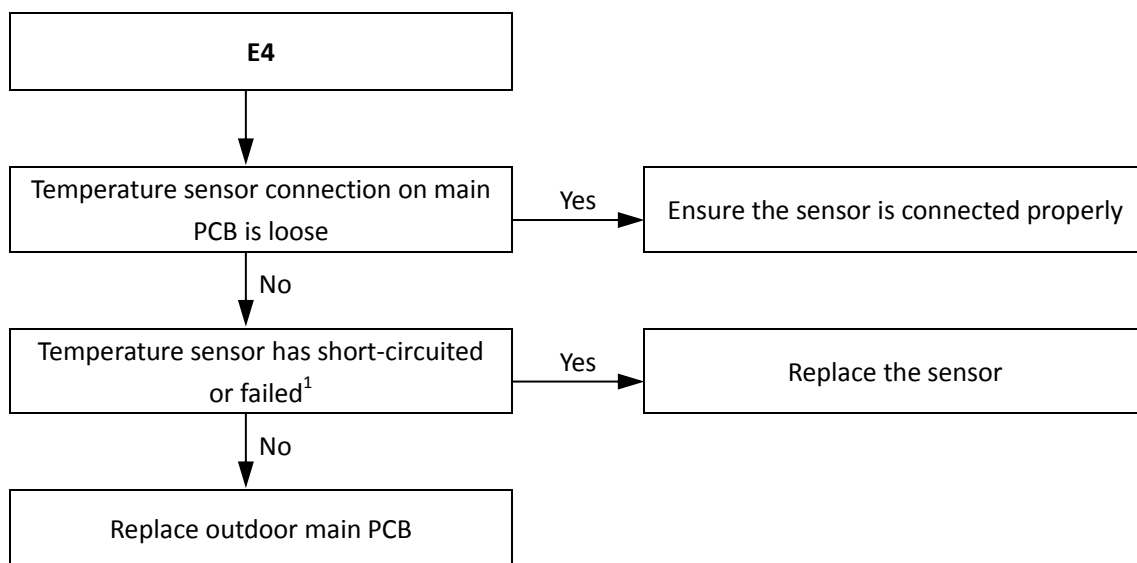 E4
Temperature sensor connection on main
PCB is loose
Yes
Ensure the sensor is connected properly
No
Temperature sensor has short-circuited
or failed¹
Yes
Replace the sensor
No
Replace outdoor main PCB